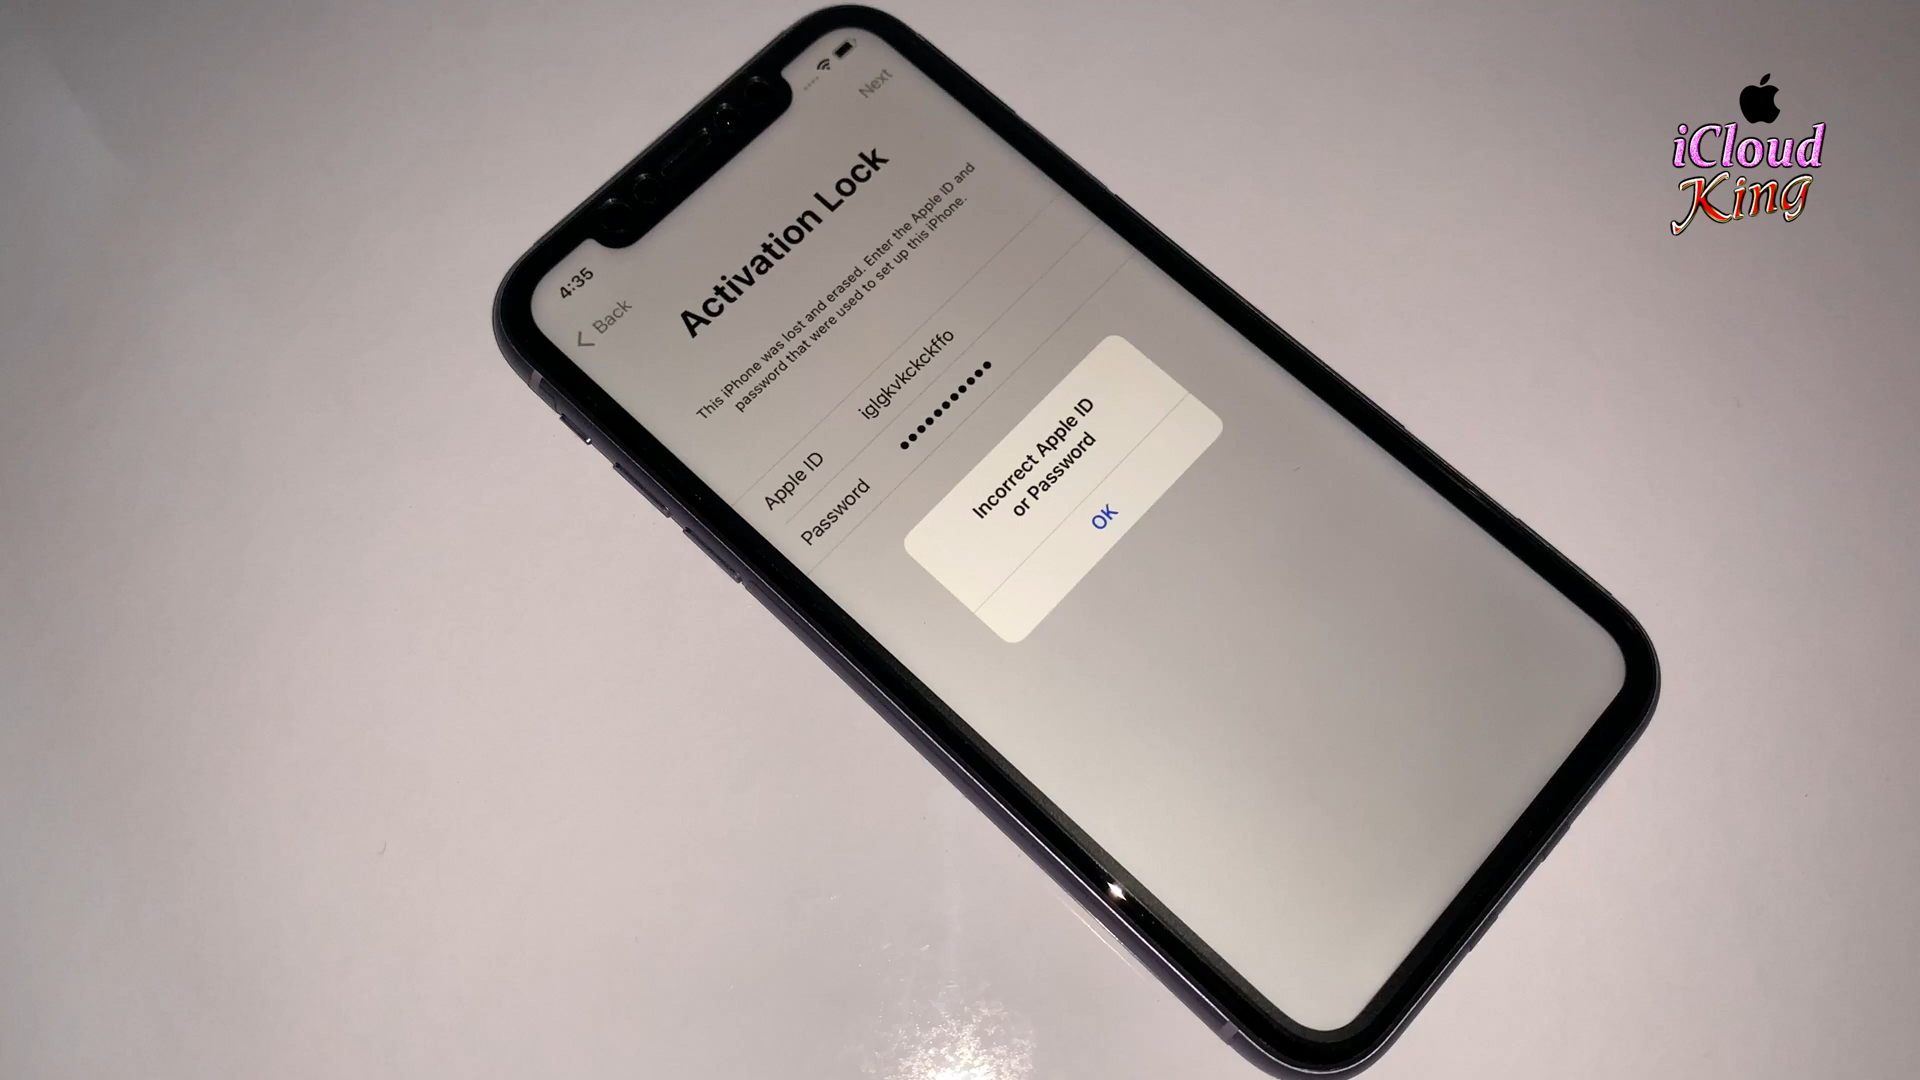 4:35
Back
Next
Activation Lock
This iPhone was lost and erased. Enter the Apple ID and
password that were used to set up this iPhone.
Apple ID iglgkvkckckffo
Password ●●●●●●●●●●●
Incorrect Apple ID
or Password
OK
iCloud
King